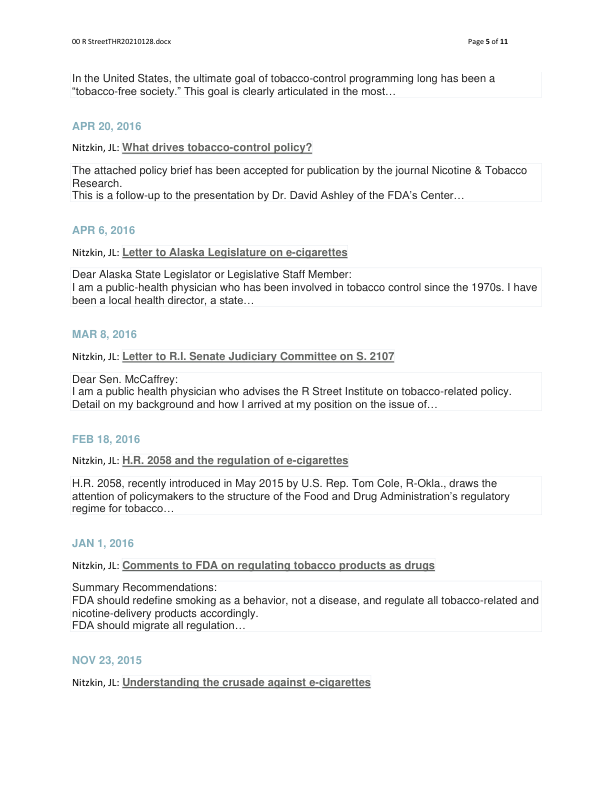 00 R StreetTHR20210128.docx Page 5 of 11
In the United States, the ultimate goal of tobacco-control programming long has been a
“tobacco-free society.” This goal is clearly articulated in the most…
APR 20, 2016
Nitzkin, JL: What drives tobacco-control policy?
The attached policy brief has been accepted for publication by the journal Nicotine & Tobacco
Research.
This is a follow-up to the presentation by Dr. David Ashley of the FDA’s Center…
APR 6, 2016
Nitzkin, JL: Letter to Alaska Legislature on e-cigarettes
Dear Alaska State Legislator or Legislative Staff Member:
I am a public-health physician who has been involved in tobacco control since the 1970s. I have
been a local health director, a state…
MAR 8, 2016
Nitzkin, JL: Letter to R.I. Senate Judiciary Committee on S. 2107
Dear Sen. McCaffrey:
I am a public health physician who advises the R Street Institute on tobacco-related policy.
Detail on my background and how I arrived at my position on the issue of…
FEB 18, 2016
Nitzkin, JL: H.R. 2058 and the regulation of e-cigarettes
H.R. 2058, recently introduced in May 2015 by U.S. Rep. Tom Cole, R-Okla., draws the
attention of policymakers to the structure of the Food and Drug Administration’s regulatory
regime for tobacco…
JAN 1, 2016
Nitzkin, JL: Comments to FDA on regulating tobacco products as drugs
Summary Recommendations:
FDA should redefine smoking as a behavior, not a disease, and regulate all tobacco-related and
nicotine-delivery products accordingly.
FDA should migrate all regulation…
NOV 23, 2015
Nitzkin, JL: Understanding the crusade against e-cigarettes